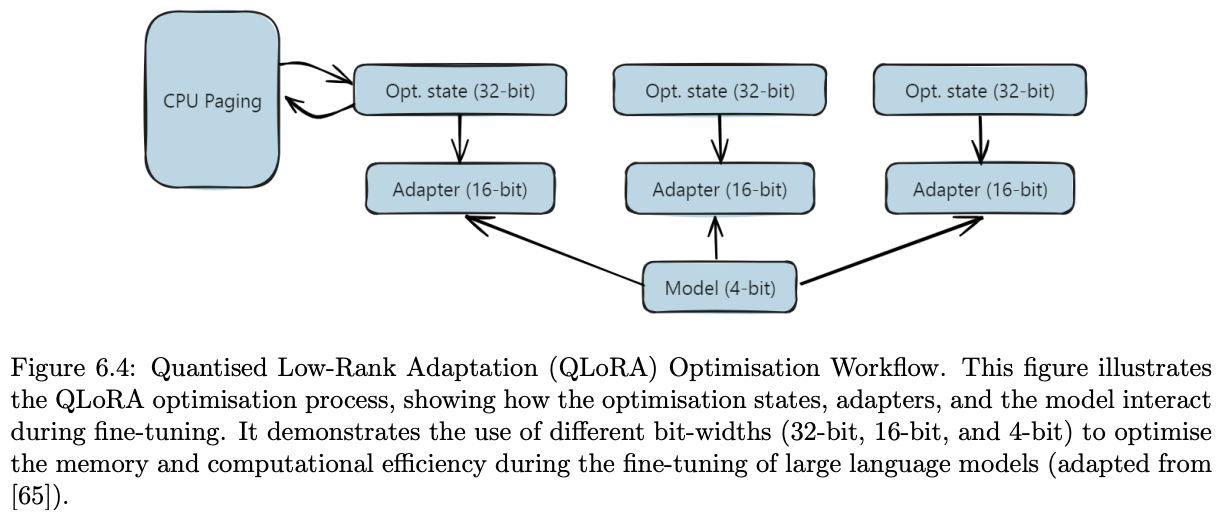 CPU Paging
Opt. state (32-bit)
Opt. state (32-bit)
Opt. state (32-bit)
Adapter (16-bit)
Adapter (16-bit)
Adapter (16-bit)
Model (4-bit)
Figure 6.4: Quantised Low-Rank Adaptation (QLoRA) Optimisation Workflow. This figure illustrates
the QLoRA optimisation process, showing how the optimisation states, adapters, and the model interact
during fine-tuning. It demonstrates the use of different bit-widths (32-bit, 16-bit, and 4-bit) to optimise
the memory and computational efficiency during the fine-tuning of large language models (adapted from
[65]).